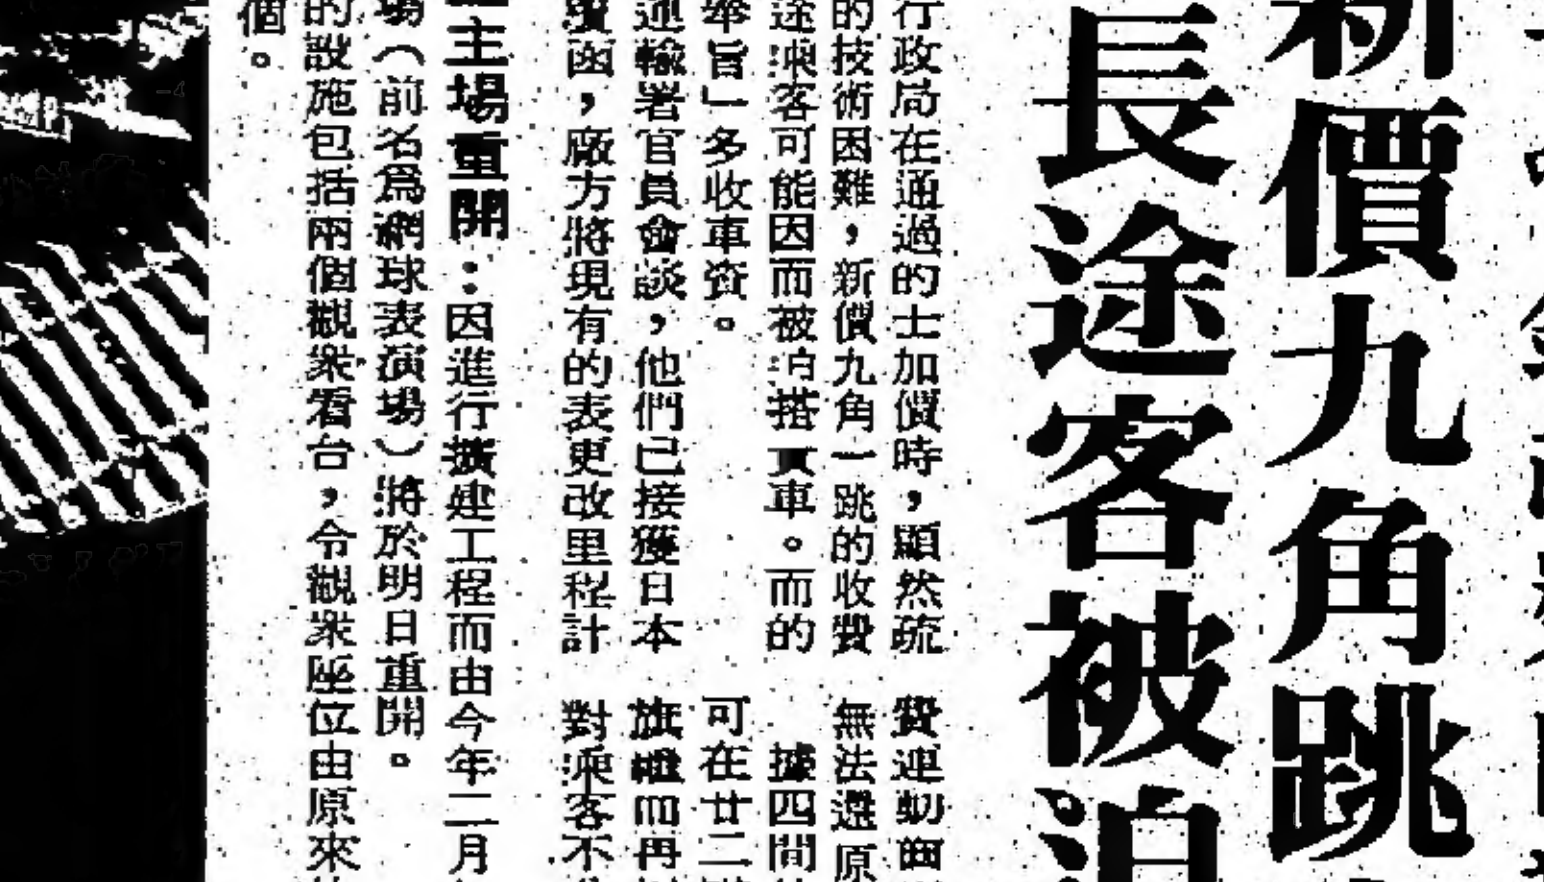 新價九角跳
長途客被迫
行政局在通過的士加價時，顯然疏
的技術困難，新價九角一跳的收費
途乘客可能因而被迫搭貴車。而的
舉旨」多收車資。
運輸署官員會談，他們已接獲日本
覆函，廠方將現有的表更改里程計
費連動
無法遵原
據四間
可在廿二
旗 而再
對乘客不
主場重開：因進行擴建工程而由今年二月
場（前名爲網球表演場）將於明日重開。
的設施包括兩個觀衆看台，令觀衆座位由原來
個。